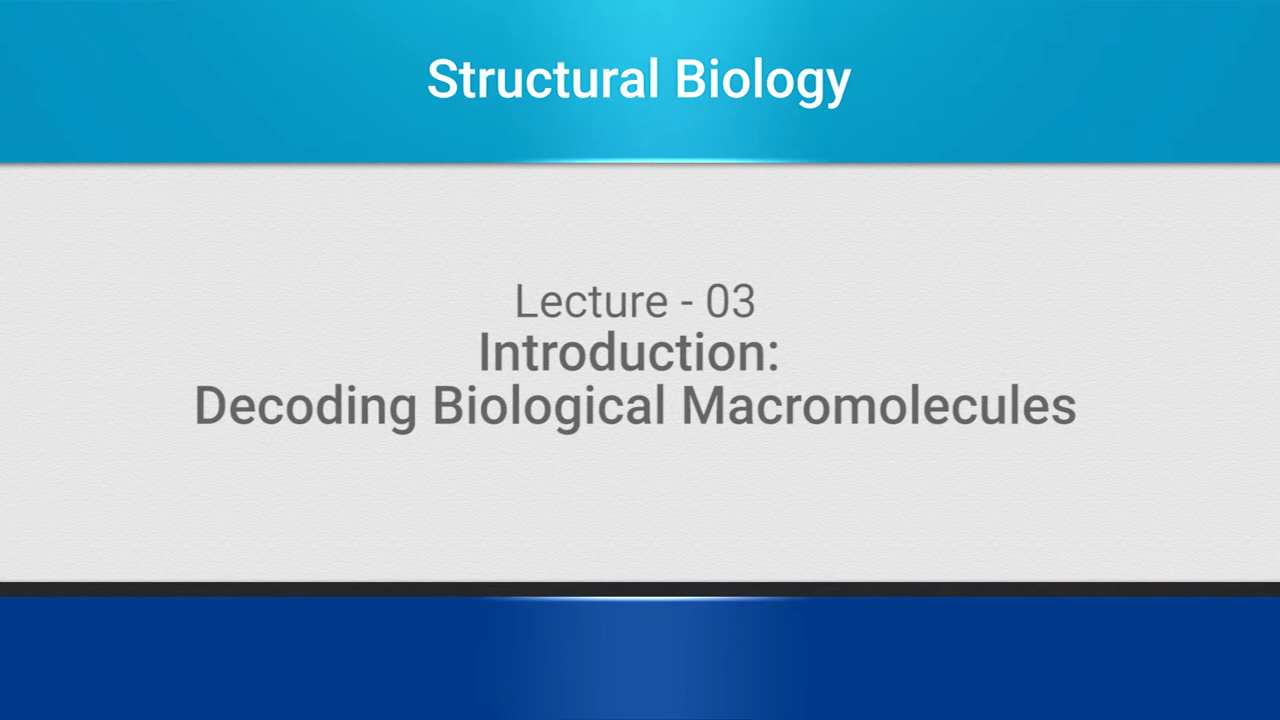 Structural Biology
Lecture - 03
Introduction:
Decoding Biological Macromolecules